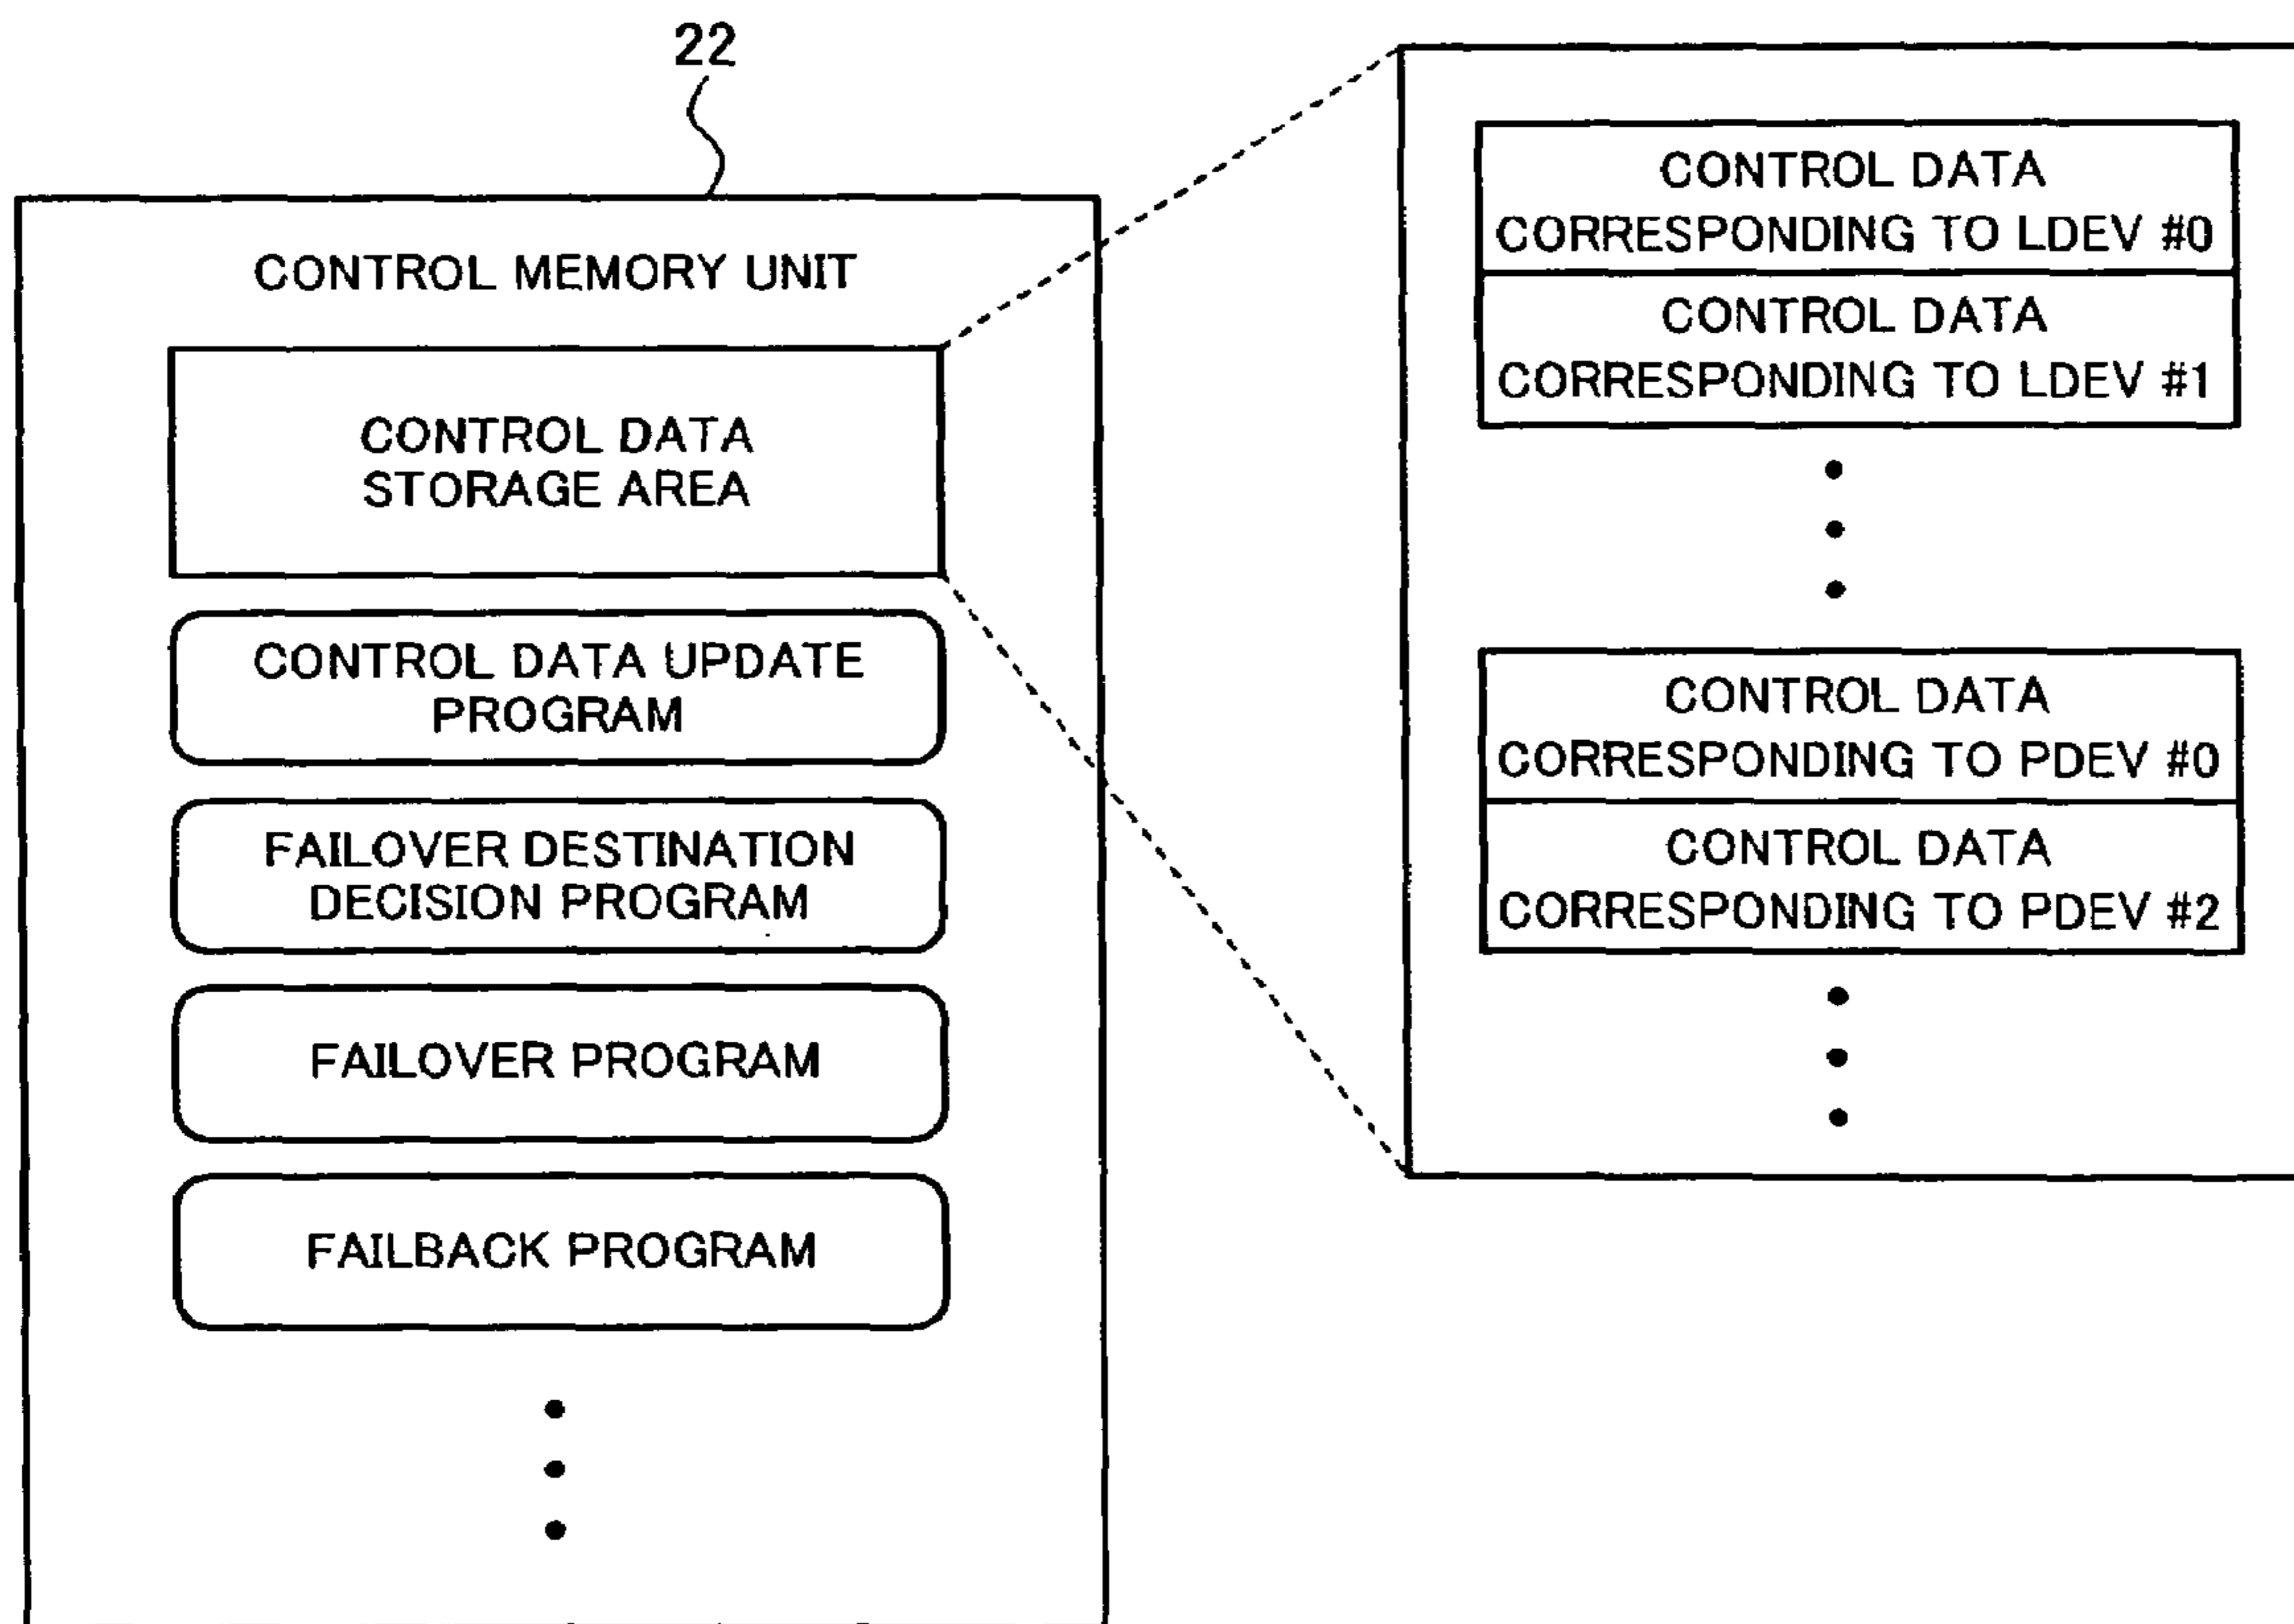 22
CONTROL MEMORY UNIT
CONTROL DATA
STORAGE AREA
CONTROL DATA UPDATE
PROGRAM
FAILOVER DESTINATION
DECISION PROGRAM
FAILOVER PROGRAM
FAILBACK PROGRAM
CONTROL DATA
CORRESPONDING TO LDEV #0
CONTROL DATA
CORRESPONDING TO LDEV #1
CONTROL DATA
CORRESPONDING TO PDEV #0
CONTROL DATA
CORRESPONDING TO PDEV #2